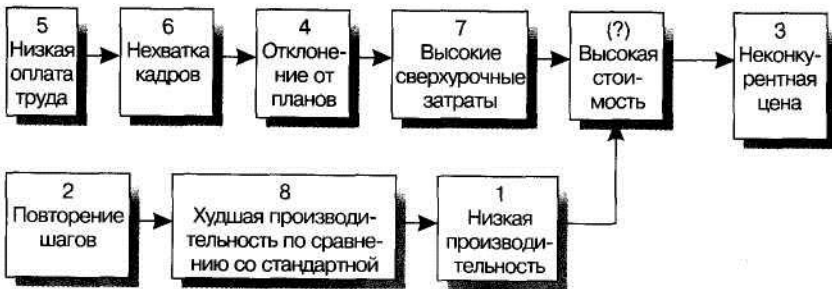 5
Низкая
оплата
труда
6
Нехватка
кадров
4
Отклоне-
ние от
планов
7
Высокие
сверхурочные
затраты
(?)
Высокая
стои-
мость
3
Неконку-
рентная
цена
2
Повторение
шагов
8
Худшая производи-
тельность по сравне-
нию со стандартной
1
Низкая
производи-
тельность